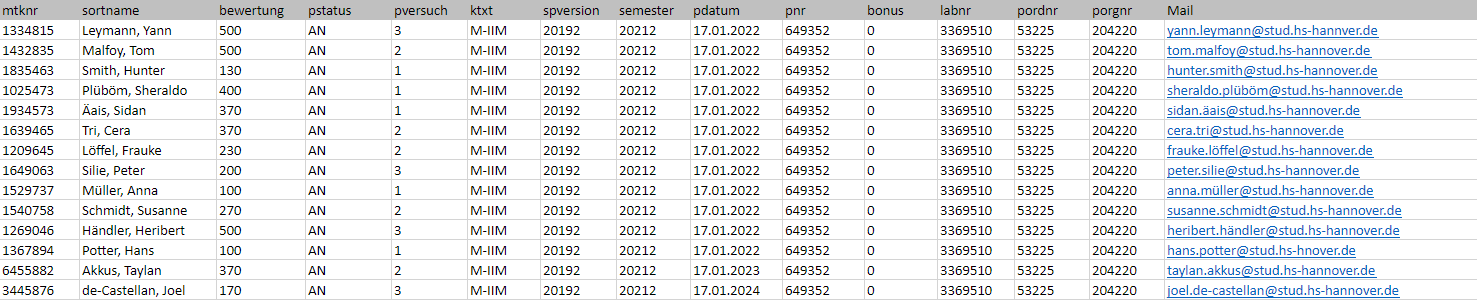 mtknr sortname bewertung pstatus pversuch ktxt spversion semester pdatum pnr bonus labnr pordnr porgnr Mail
1334815 Leymann, Yann 500 AN 3 M-IIM 20192 20212 17.01.2022 649352 0 3369510 53225 204220 yann.leymann@stud.hs-hannver.de
1432835 Malfoy, Tom 500 AN 2 M-IIM 20192 20212 17.01.2022 649352 0 3369510 53225 204220 tom.malfoy@stud.hs-hannover.de
1835463 Smith, Hunter 130 AN 1 M-IIM 20192 20212 17.01.2022 649352 0 3369510 53225 204220 hunter.smith@stud.hs-hannover.de
1025473 Plüböm, Sheraldo 400 AN 1 M-IIM 20192 20212 17.01.2022 649352 0 3369510 53225 204220 sheraldo.plüböm@stud.hs-hannover.de
1934573 Äais, Sidan 370 AN 1 M-IIM 20192 20212 17.01.2022 649352 0 3369510 53225 204220 sidan.äais@stud.hs-hannover.de
1639465 Tri, Cera 370 AN 2 M-IIM 20192 20212 17.01.2022 649352 0 3369510 53225 204220 cera.tri@stud.hs-hannover.de
1209645 Löffel, Frauke 230 AN 2 M-IIM 20192 20212 17.01.2022 649352 0 3369510 53225 204220 frauke.löffel@stud.hs-hannover.de
1649063 Silie, Peter 200 AN 3 M-IIM 20192 20212 17.01.2022 649352 0 3369510 53225 204220 peter.silie@stud.hs-hannover.de
1529737 Müller, Anna 100 AN 1 M-IIM 20192 20212 17.01.2022 649352 0 3369510 53225 204220 anna.müller@stud.hs-hannover.de
1540758 Schmidt, Susanne 270 AN 2 M-IIM 20192 20212 17.01.2022 649352 0 3369510 53225 204220 susanne.schmidt@stud.hs-hannover.de
1269046 Händler, Heribert 500 AN 3 M-IIM 20192 20212 17.01.2022 649352 0 3369510 53225 204220 heribert.händler@stud.hs-hannover.de
1367894 Potter, Hans 100 AN 1 M-IIM 20192 20212 17.01.2022 649352 0 3369510 53225 204220 hans.potter@stud.hs-hnover.de
6455882 Akkus, Taylan 370 AN 2 M-IIM 20192 20212 17.01.2023 649352 0 3369510 53225 204220 taylan.akkus@stud.hs-hannover.de
3445876 de-Castellan, Joel 170 AN 3 M-IIM 20192 20212 17.01.2024 649352 0 3369510 53225 204220 joel.de-castellan@stud.hs-hannover.de